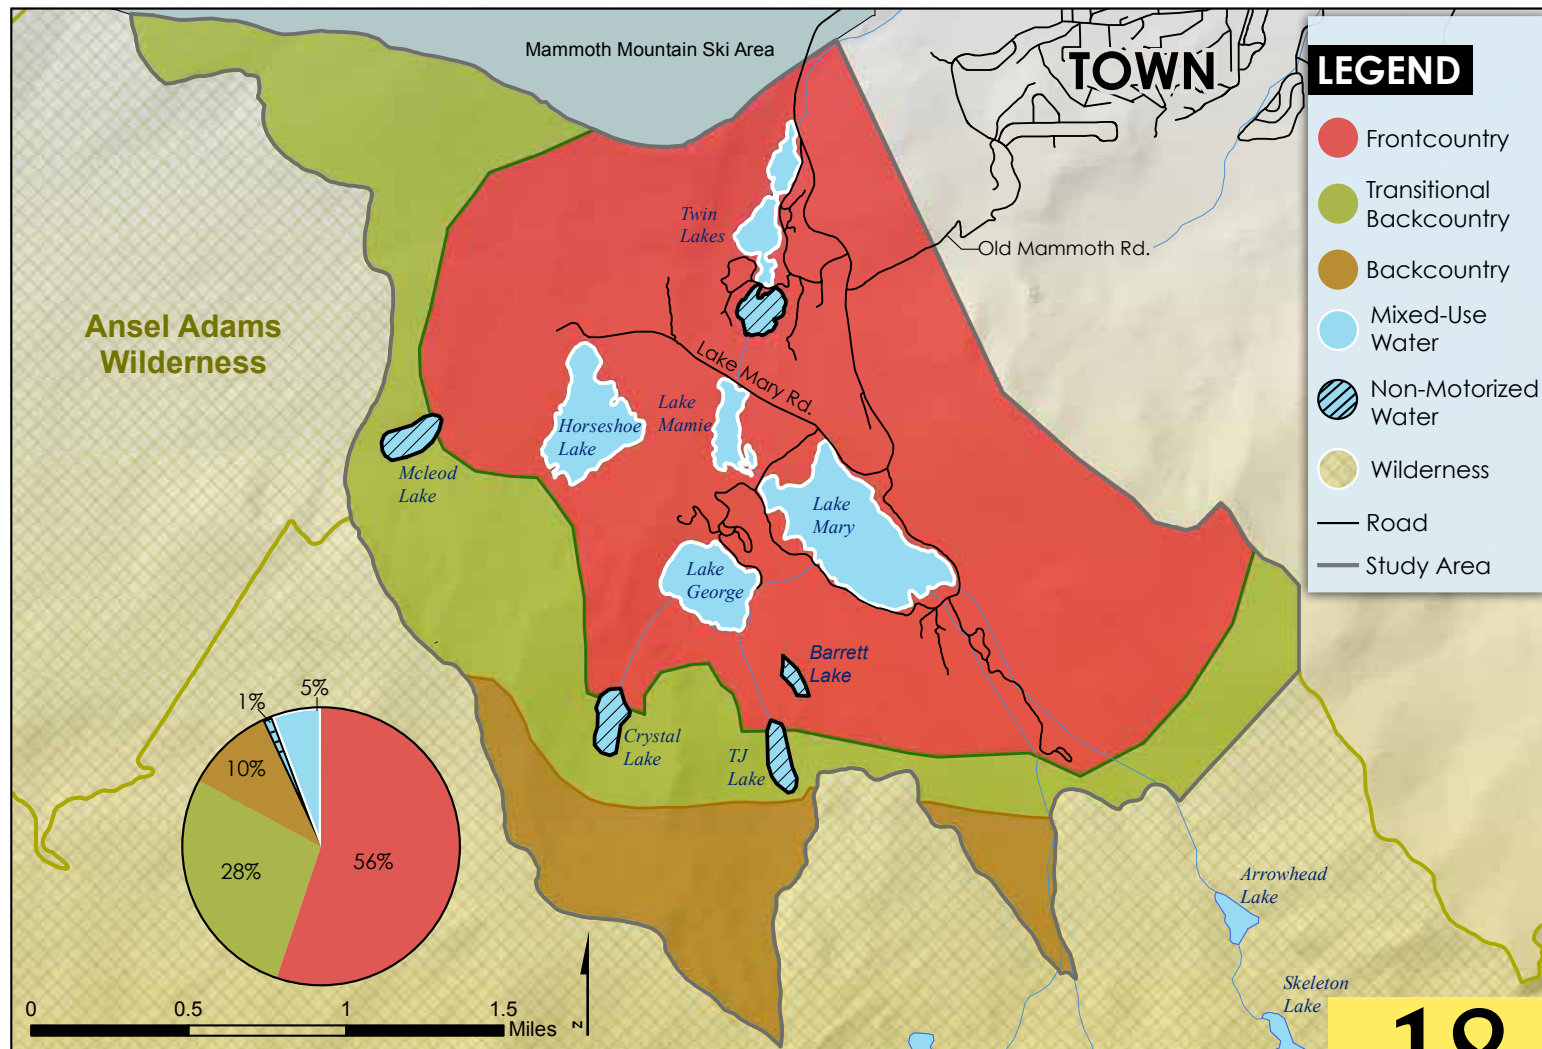 Mammoth Mountain Ski Area
TOWN
LEGEND
Frontcountry
Transitional
Backcountry
Backcountry
Mixed-Use
Water
Non-Motorized
Water
Wilderness
Road
Study Area
Twin
Lakes
Old Mammoth Rd.
Ansel Adams
Wilderness
Lake Mary Rd.
Horseshoe
Lake
Lake
Mamie
Mcleod
Lake
Lake
Mary
Lake
George
Barrett
Lake
Crystal
Lake
TJ
Lake
1%
5%
10%
28%
56%
Arrowhead
Lake
Skeleton
Lake
0
0.5
1
1.5
Miles
N
18